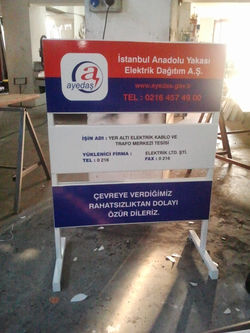 ayedaş
İstanbul Anadolu Yakası
Elektrik Dağıtım A.Ş.
www.ayedas.gov.tr
TEL : 0216 457 49 00
İŞİN ADI : YER ALTI ELEKTRİK KABLO VE
TRAFO MERKEZİ TESİSİ
YÜKLENİCİ FİRMA : ELEKTRİK LTD. ŞTİ.
TEL : 0 216 FAX : 0 216
ÇEVREYE VERDİĞİMİZ
RAHATSIZLIKTAN DOLAYI
ÖZÜR DİLERİZ.